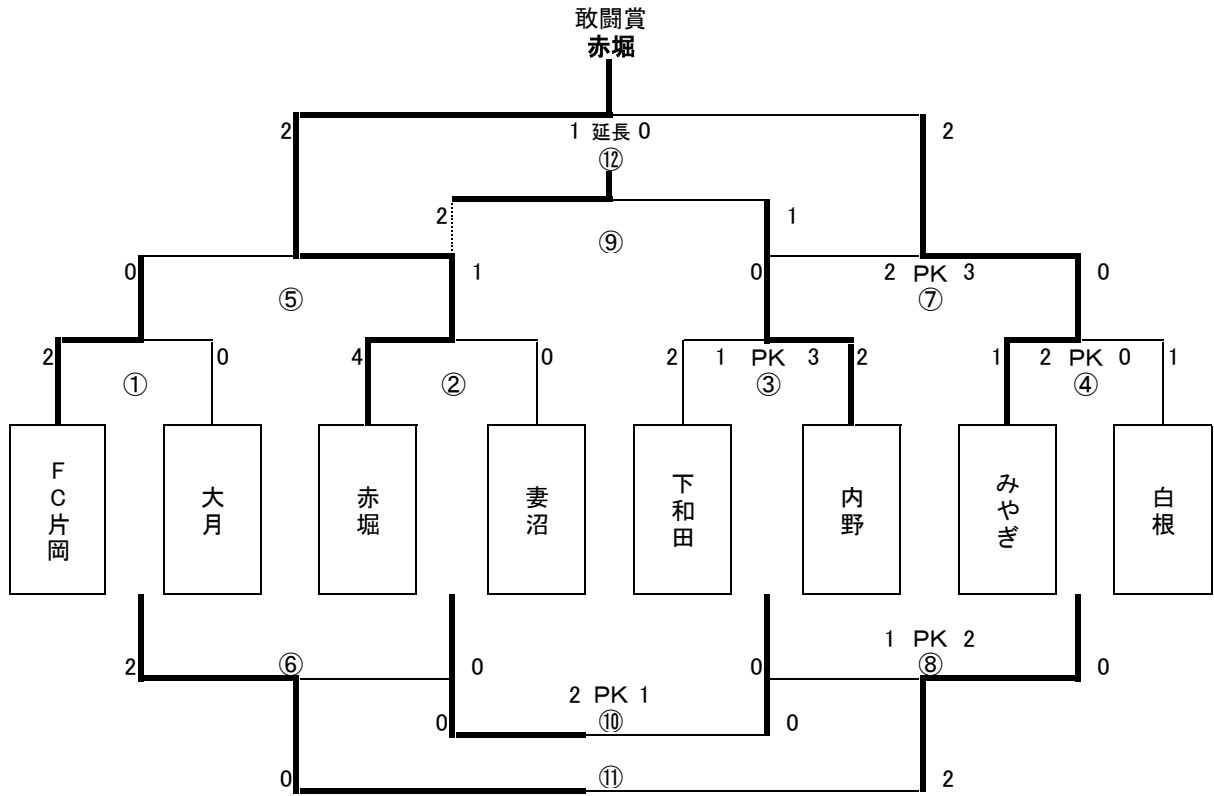 敢闘賞
赤堀
2 1 延長 0 2
⑫
2 1
⑨
0 1 0 2 PK 3 0
⑤ ⑦
2 0 4 0 2 1 PK 3 2 1 2 PK 0 1
① ② ③ ④
FC片岡
大月
赤堀
妻沼
下和田
内野
みやぎ
白根
1 PK 2
2 ⑥ 0 0 ⑧ 0
2 PK 1
0 ⑩ 0
0 ⑪ 2